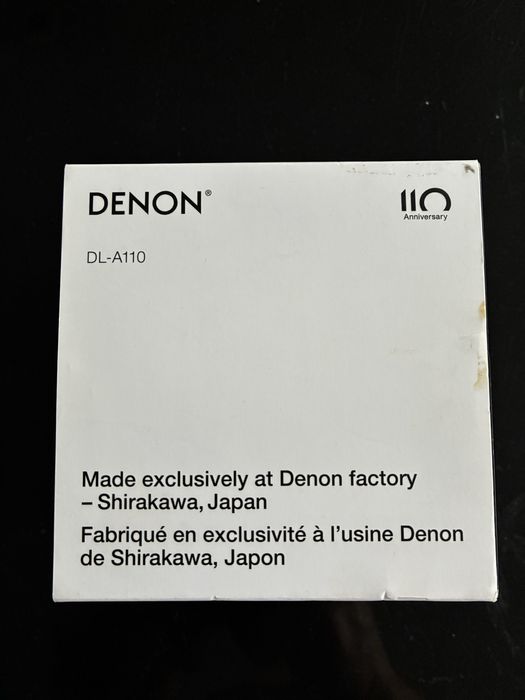 DENON®
110
Anniversary
DL-A110
Made exclusively at Denon factory
– Shirakawa, Japan
Fabriqué en exclusivité à l'usine Denon
de Shirakawa, Japon